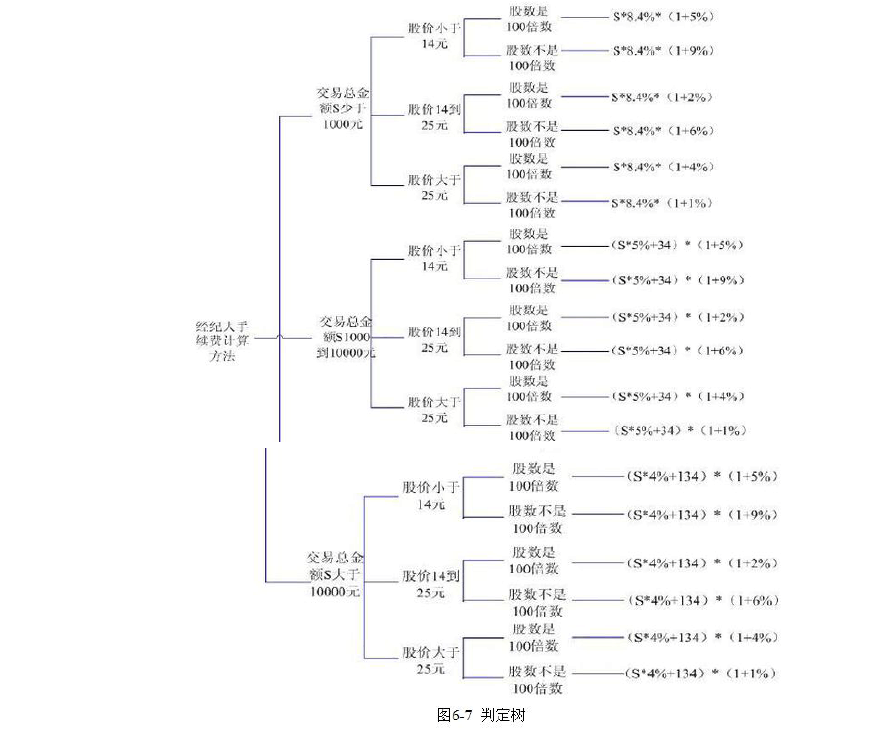 经纪人手
续费计算
方法
交易总金
额S少于
1000元
股价小于
14元
股数是
100倍数
S*8.4%*（1+5%）
股数不是
100倍数
S*8.4%*（1+9%）
股价14到
25元
股数是
100倍数
S*8.4%*（1+2%）
股数不是
100倍数
S*8.4%*（1+6%）
股价大于
25元
股数是
100倍数
S*8.4%*（1+4%）
股数不是
100倍数
S*8.4%*（1+1%）
交易总金
额S1000
到10000元
股价小于
14元
股数是
100倍数
（S*5%+34）*（1+5%）
股数不是
100倍数
（S*5%+34）*（1+9%）
股价14到
25元
股数是
100倍数
（S*5%+34）*（1+2%）
股数不是
100倍数
（S*5%+34）*（1+6%）
股价大于
25元
股数是
100倍数
（S*5%+34）*（1+4%）
股数不是
100倍数
（S*5%+34）*（1+1%）
交易总金
额S大于
10000元
股价小于
14元
股数是
100倍数
（S*4%+134）*（1+5%）
股数不是
100倍数
（S*4%+134）*（1+9%）
股价14到
25元
股数是
100倍数
（S*4%+134）*（1+2%）
股数不是
100倍数
（S*4%+134）*（1+6%）
股价大于
25元
股数是
100倍数
（S*4%+134）*（1+4%）
股数不是
100倍数
（S*4%+134）*（1+1%）
图6-7 判定树